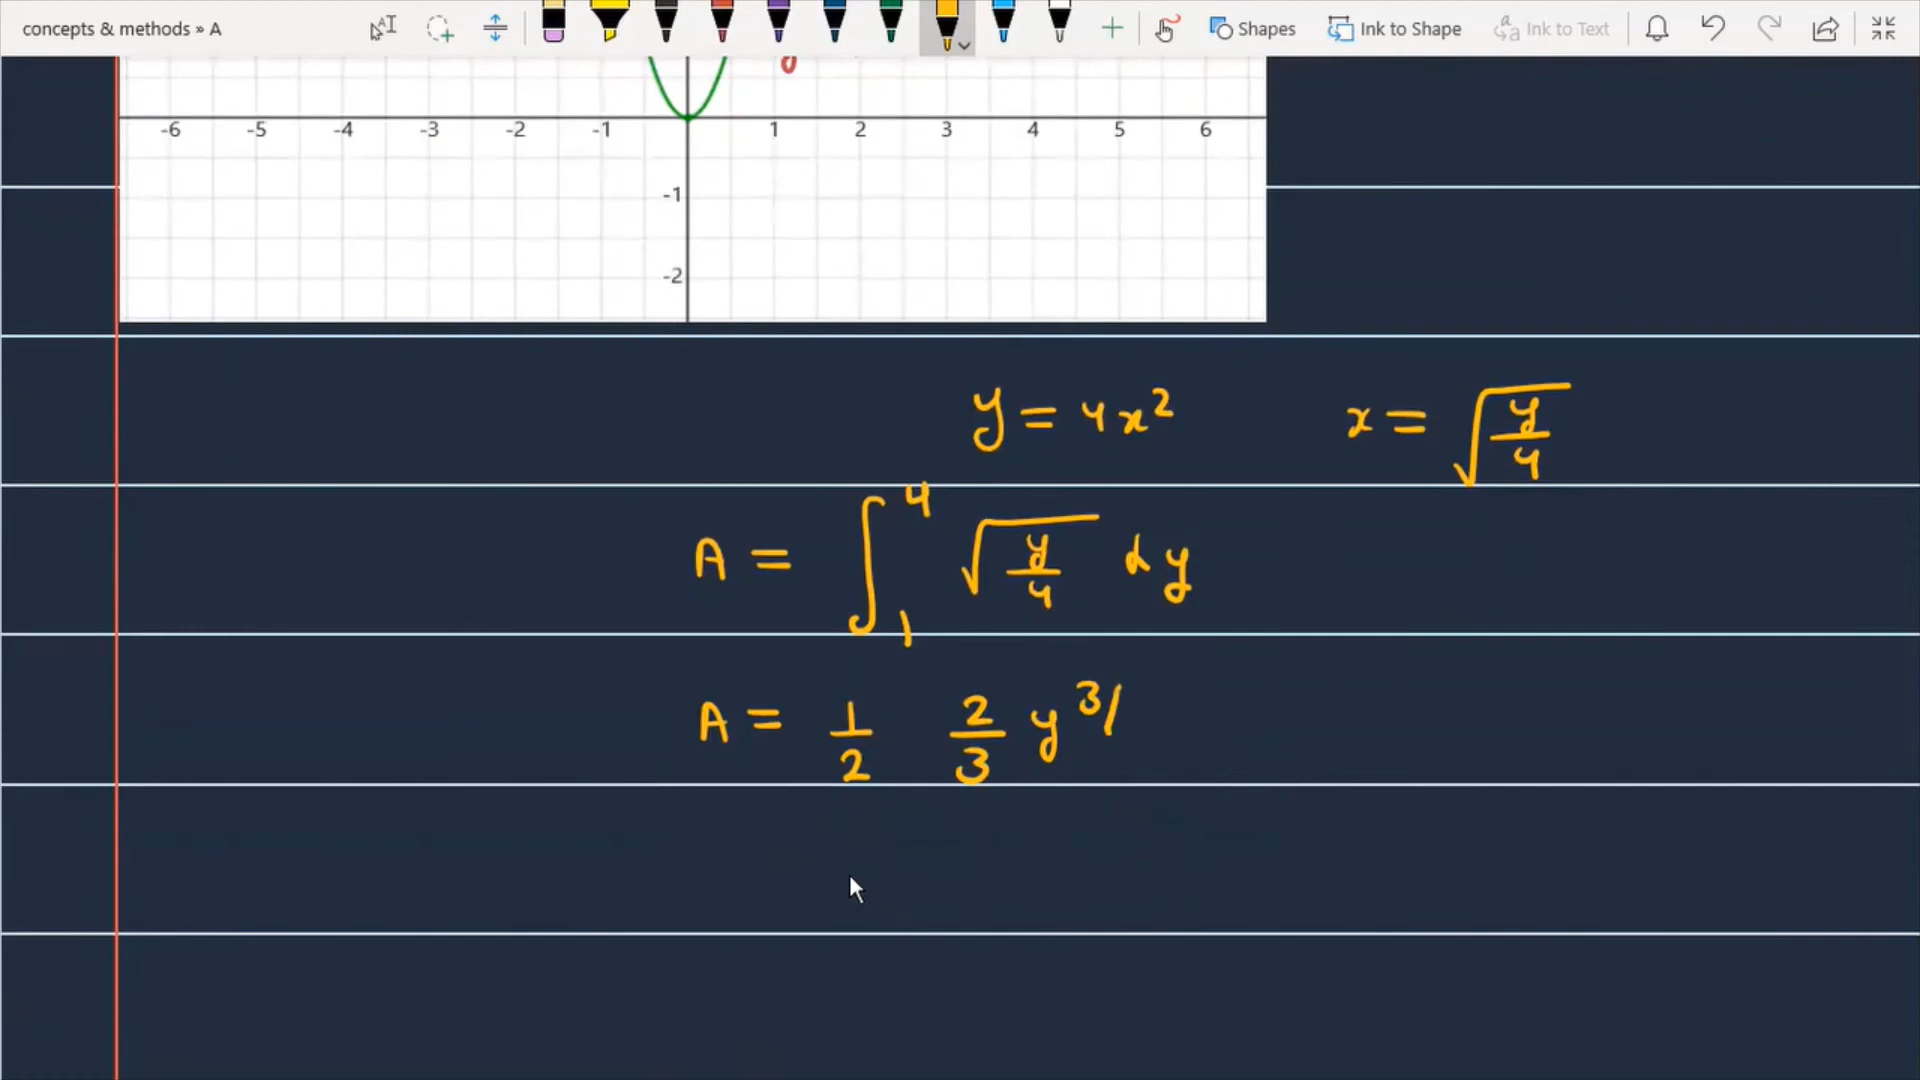 concepts & methods » A
Shapes Ink to Shape Ink to Text
-6 -5 -4 -3 -2 -1 1 2 3 4 5 6
-1
-2
y = 4x² x = √(y/4)
A = ∫₁⁴ √(y/4) dy
A = 1/2 2/3 y^3/